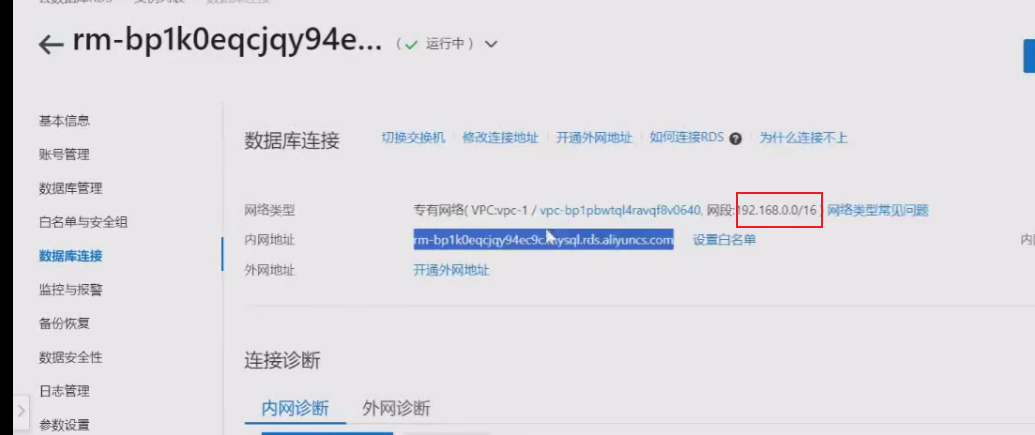 rm-bp1k0eqcjqy94e... ( 运行中 )
基本信息
账号管理
数据库管理
白名单与安全组
数据库连接
监控与报警
备份恢复
数据安全性
日志管理
参数设置
数据库连接 切换交换机 修改连接地址 开通外网地址 如何连接RDS 为什么连接不上
网络类型 专有网络( VPC:vpc-1 / vpc-bp1pbwtql4ravqf8v0640, 网段:192.168.0.0/16 ) 网络类型常见问题
内网地址 rm-bp1k0eqcjqy94ec9c.mysql.rds.aliyuncs.com 设置白名单
外网地址 开通外网地址
连接诊断
内网诊断 外网诊断